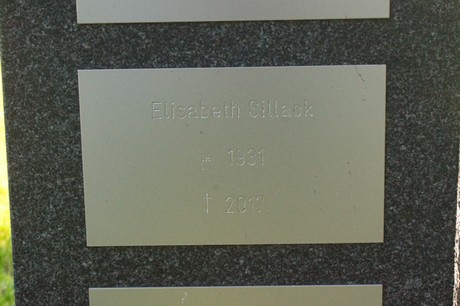 Elisabeth Sillack
* 1931
†